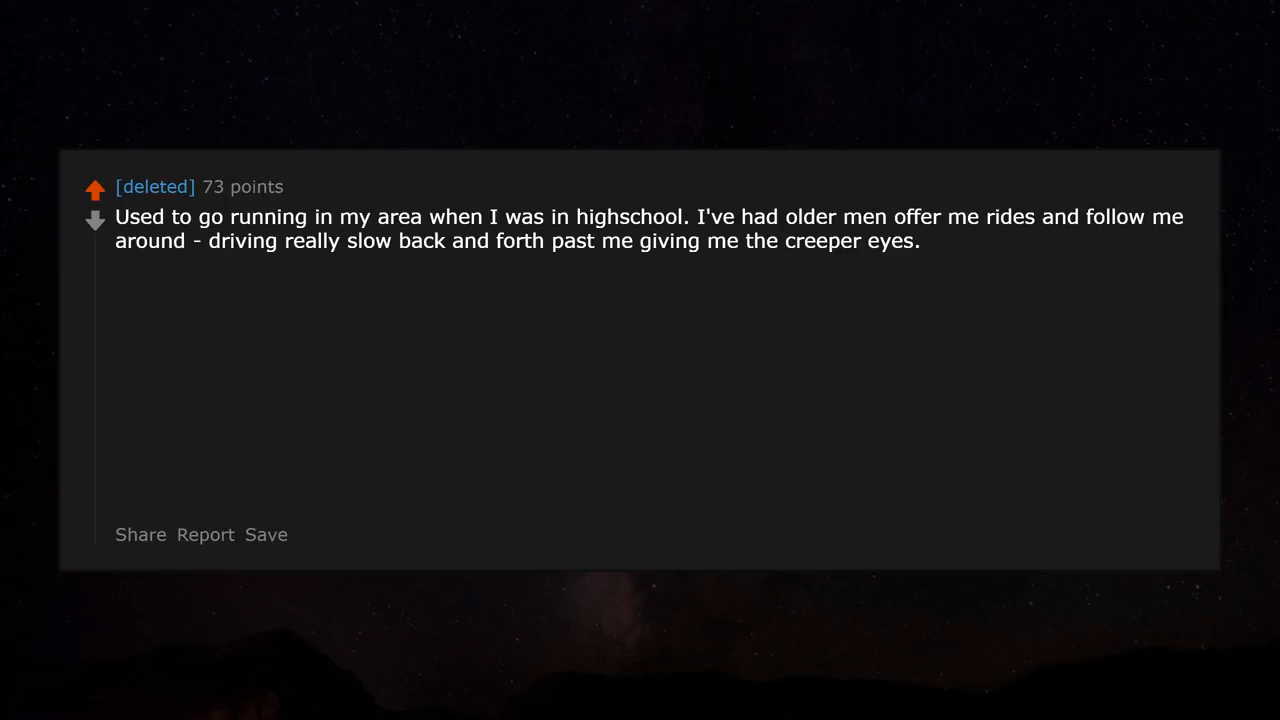 [deleted] 73 points
Used to go running in my area when I was in highschool. I've had older men offer me rides and follow me
around - driving really slow back and forth past me giving me the creeper eyes.
Share Report Save